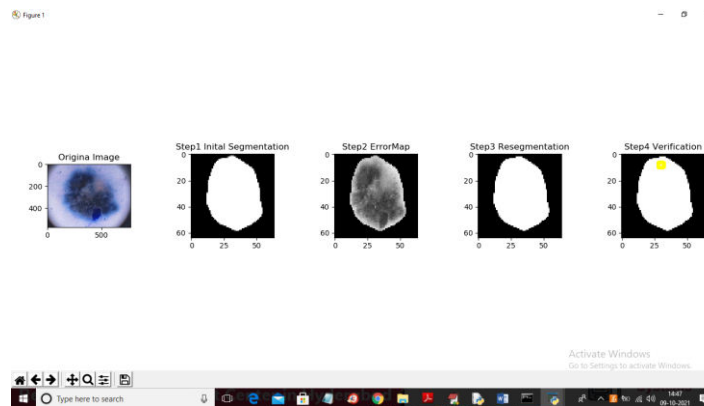 Figure 1
Origina Image
0
200
400
0 500
Step1 Inital Segmentation
0
20
40
60
0 25 50
Step2 ErrorMap
0
20
40
60
0 25 50
Step3 Resegmentation
0
20
40
60
0 25 50
Step4 Verification
0
20
40
60
0 25 50
Activate Windows
Go to Settings to activate Windows.
Type here to search
14:47
09-10-2021